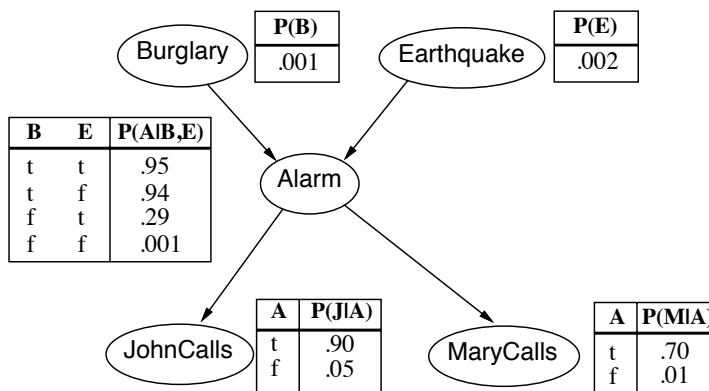 Burglary
P(B)
.001
Earthquake
P(E)
.002
B E P(A|B,E)
t t .95
t f .94
f t .29
f f .001
Alarm
JohnCalls
A P(J|A)
t .90
f .05
MaryCalls
A P(M|A)
t .70
f .01